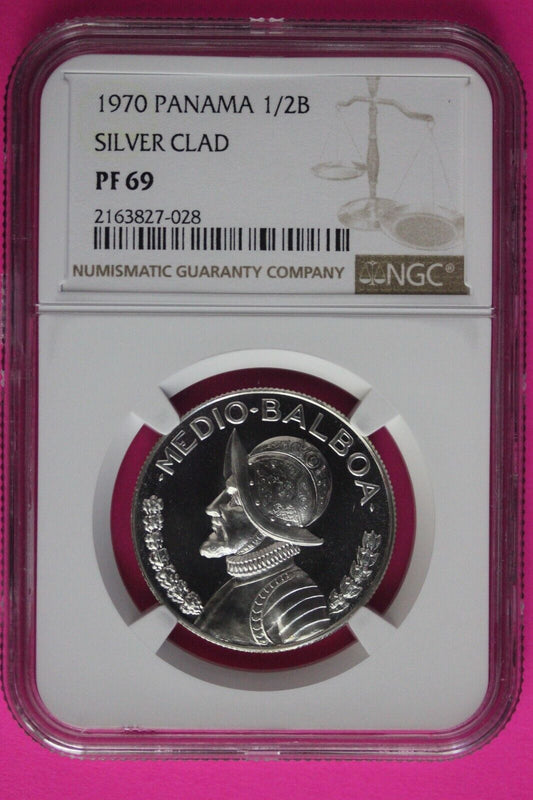 1970 PANAMA 1/2B
SILVER CLAD
PF 69
2163827-028
NUMISMATIC GUARANTY COMPANY
NGC®
·MEDIO·BALBOA·